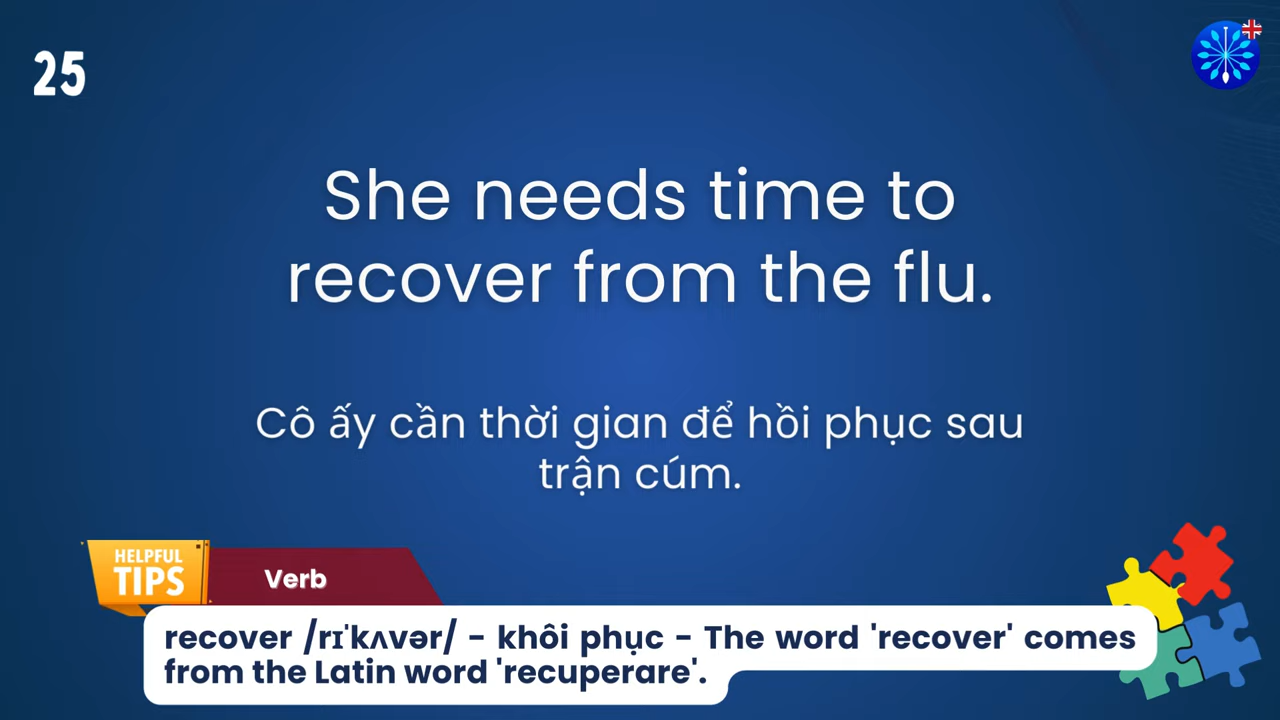 25
She needs time to
recover from the flu.
Cô ấy cần thời gian để hồi phục sau
trận cúm.
HELPFUL
TIPS
Verb
recover /rɪˈkʌvər/ - khôi phục - The word 'recover' comes
from the Latin word 'recuperare'.